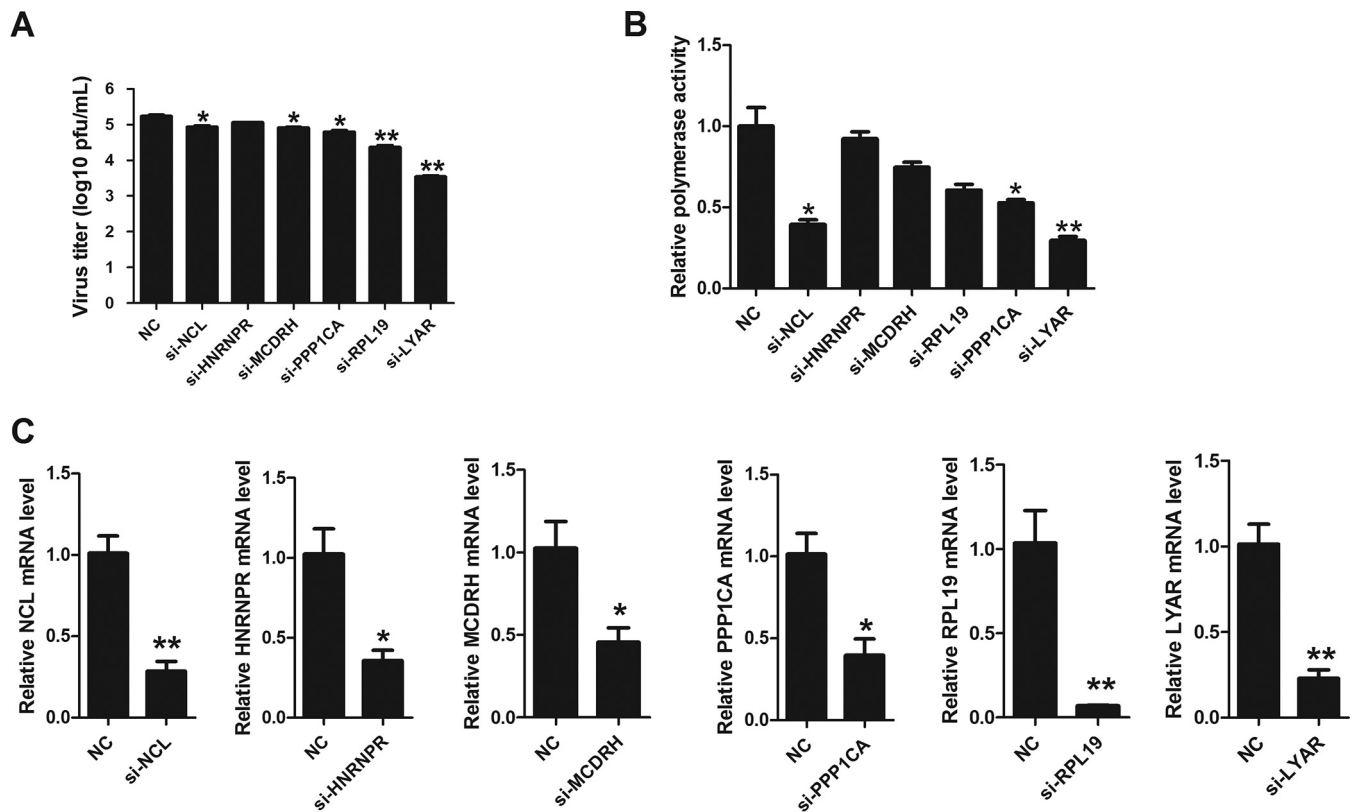 A
Virus titer (log10 pfu/mL)
6
5
4
3
2
1
0
*
*
*
**
**
NC
si-NCL
si-HNRNPR
si-MCDRH
si-PPP1CA
si-RPL19
si-LYAR
B
Relative polymerase activity
1.5
1.0
0.5
0.0
*
*
**
NC
si-NCL
si-HNRNPR
si-MCDRH
si-RPL19
si-PPP1CA
si-LYAR
C
Relative NCL mRNA level
1.5
1.0
0.5
0.0
**
NC
si-NCL
Relative HNRNPR mRNA level
1.5
1.0
0.5
0.0
*
NC
si-HNRNPR
Relative MCDRH mRNA level
1.5
1.0
0.5
0.0
*
NC
si-MCDRH
Relative PPP1CA mRNA level
1.5
1.0
0.5
0.0
*
NC
si-PPP1CA
Relative RPL19 mRNA level
1.5
1.0
0.5
0.0
**
NC
si-RPL19
Relative LYAR mRNA level
1.5
1.0
0.5
0.0
**
NC
si-LYAR